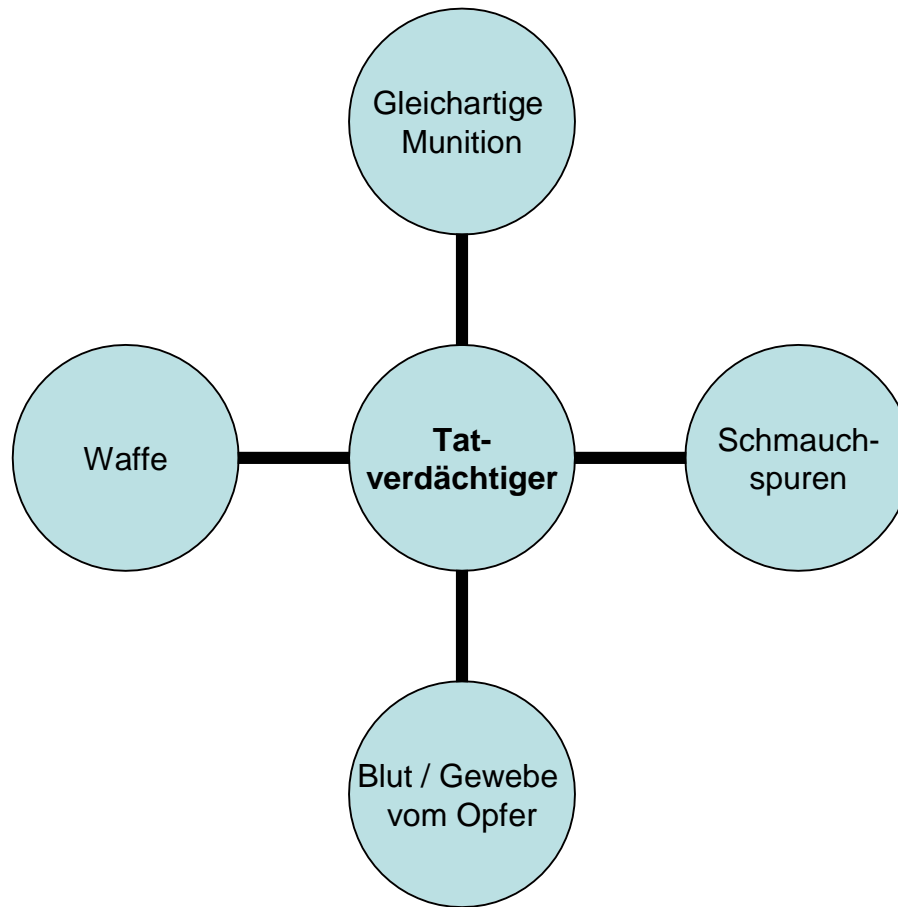 Gleichartige
Munition
Waffe
Tat-
verdächtiger
Schmauch-
spuren
Blut / Gewebe
vom Opfer